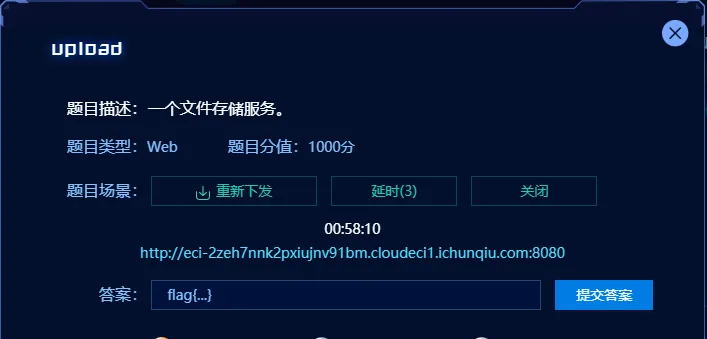 upload
题目描述：一个文件存储服务。
题目类型：Web 题目分值：1000分
题目场景： 重新下发 延时(3) 关闭
00:58:10
http://eci-2zeh7nnk2pxiujnv91bm.cloudeci1.ichunqiu.com:8080
答案： flag{...} 提交答案